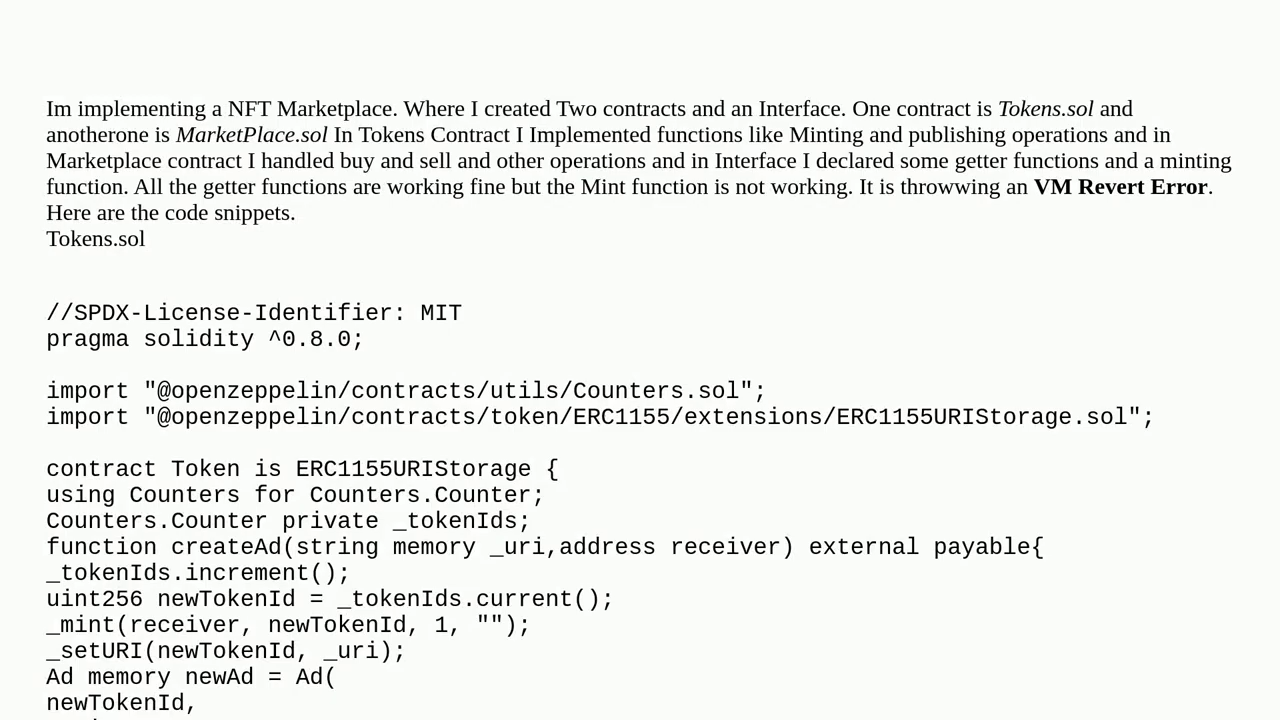 Im implementing a NFT Marketplace. Where I created Two contracts and an Interface. One contract is Tokens.sol and
anotherone is MarketPlace.sol In Tokens Contract I Implemented functions like Minting and publishing operations and in
Marketplace contract I handled buy and sell and other operations and in Interface I declared some getter functions and a minting
function. All the getter functions are working fine but the Mint function is not working. It is throwwing an VM Revert Error.
Here are the code snippets.
Tokens.sol
//SPDX-License-Identifier: MIT
pragma solidity ^0.8.0;
import "@openzeppelin/contracts/utils/Counters.sol";
import "@openzeppelin/contracts/token/ERC1155/extensions/ERC1155URIStorage.sol";
contract Token is ERC1155URIStorage {
using Counters for Counters.Counter;
Counters.Counter private _tokenIds;
function createAd(string memory _uri,address receiver) external payable{
_tokenIds.increment();
uint256 newTokenId = _tokenIds.current();
_mint(receiver, newTokenId, 1, "");
_setURI(newTokenId, _uri);
Ad memory newAd = Ad(
newTokenId,